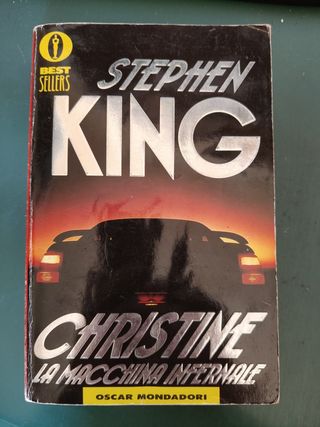 BEST
SELLERS
STEPHEN
KING
CHRISTINE
LA MACCHINA INFERNALE
OSCAR MONDADORI